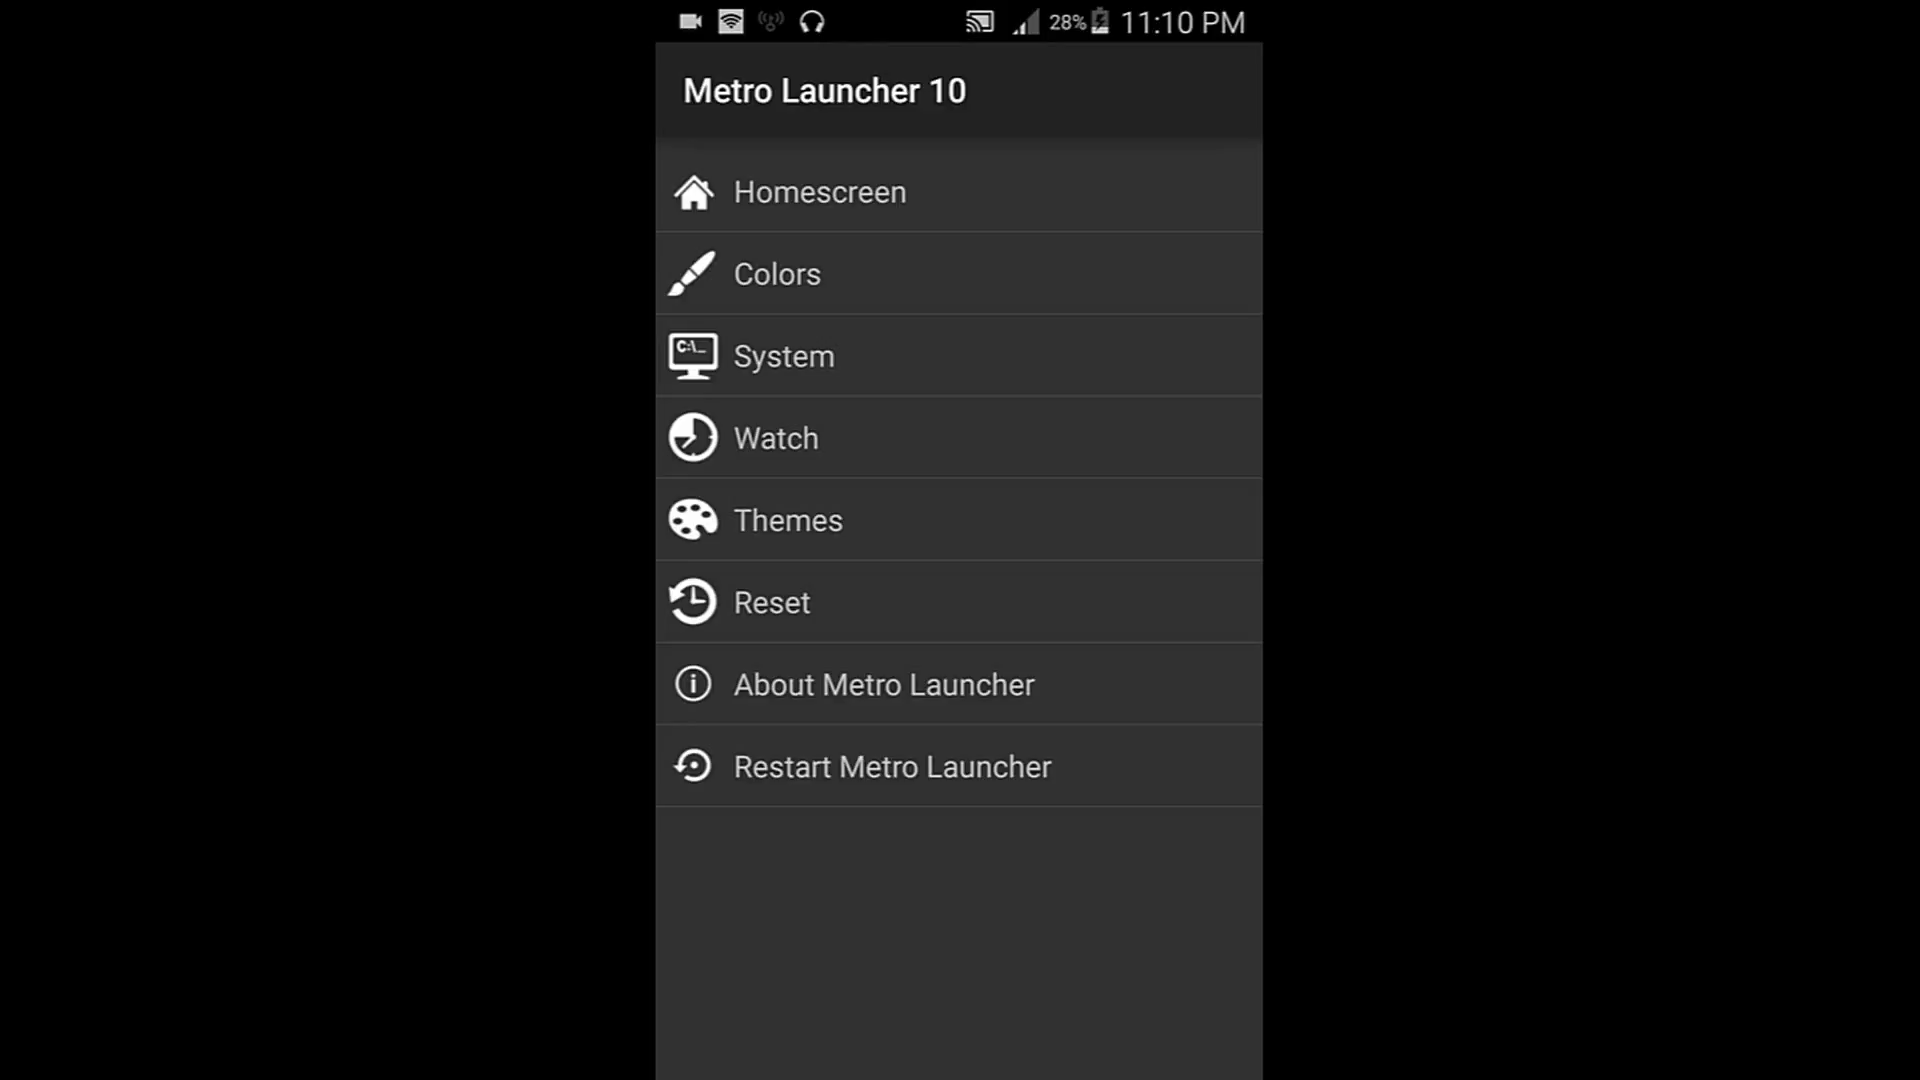 28% 11:10 PM
Metro Launcher 10
Homescreen
Colors
C:\_ System
Watch
Themes
Reset
About Metro Launcher
Restart Metro Launcher